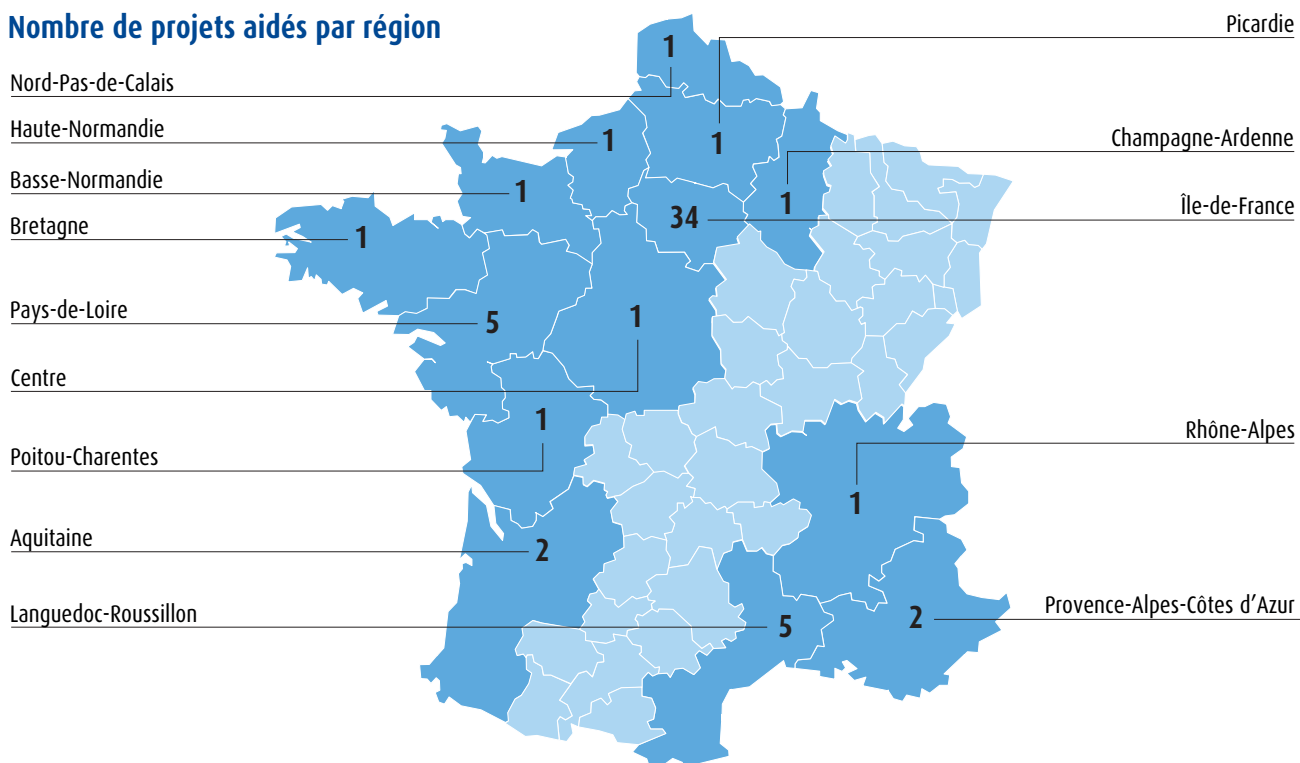 Nombre de projets aidés par région
Picardie
1
Nord-Pas-de-Calais
Haute-Normandie
1
1
Champagne-Ardenne
Basse-Normandie
1
1
Île-de-France
34
Bretagne
1
Pays-de-Loire
5
1
Centre
1
Rhône-Alpes
Poitou-Charentes
1
Aquitaine
2
Languedoc-Roussillon
5
2
Provence-Alpes-Côtes d'Azur